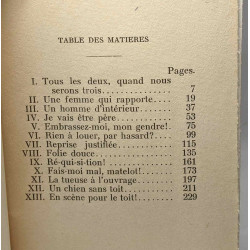 TABLE DES MATIERES
Pages.
I. Tous les deux, quand nous
serons trois. . . . . . . 7
II. Une femme qui rapporte. . 19
III. Un homme d'intérieur. . . 37
IV. Je vais être père. . . . . 53
V. Embrassez-moi, mon gendre! 75
VI. Rien à louer, par hasard?. . 99
VII. Reprise justifiée. . . . . 115
VIII. Folie douce. . . . . . . 135
IX. Ré-qui-si-tion! . . . . . 161
X. Fais-moi mal, matelot!. . . 173
XI. La tueuse à l'ouvrage. . . 197
XII. Un chien sans toit. . . . 211
XIII. En scène pour le toit!. . . 229